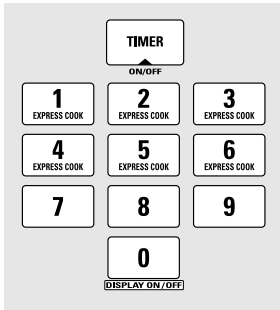 TIMER
ON/OFF
1 2 3
EXPRESS COOK EXPRESS COOK EXPRESS COOK
4 5 6
EXPRESS COOK EXPRESS COOK EXPRESS COOK
7 8 9
0
DISPLAY ON/OFF